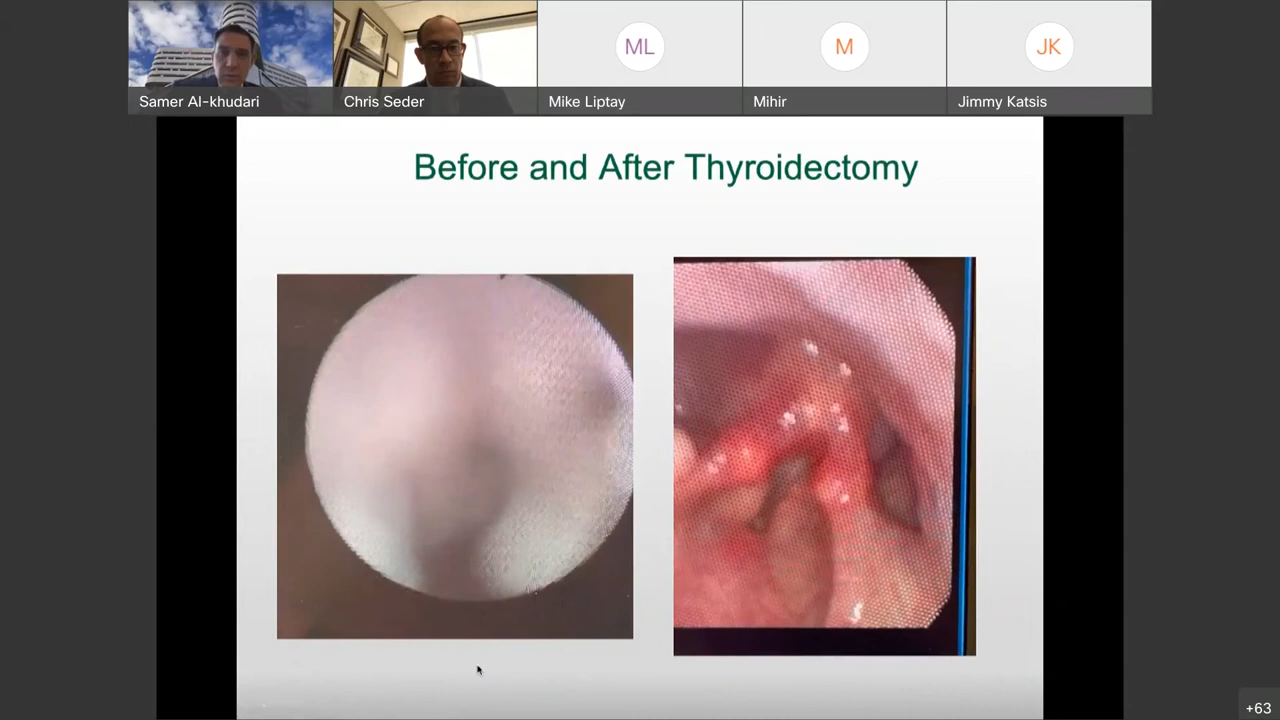 ML
M
JK
Samer Al-khudari
Chris Seder
Mike Liptay
Mihir
Jimmy Katsis
Before and After Thyroidectomy
+63